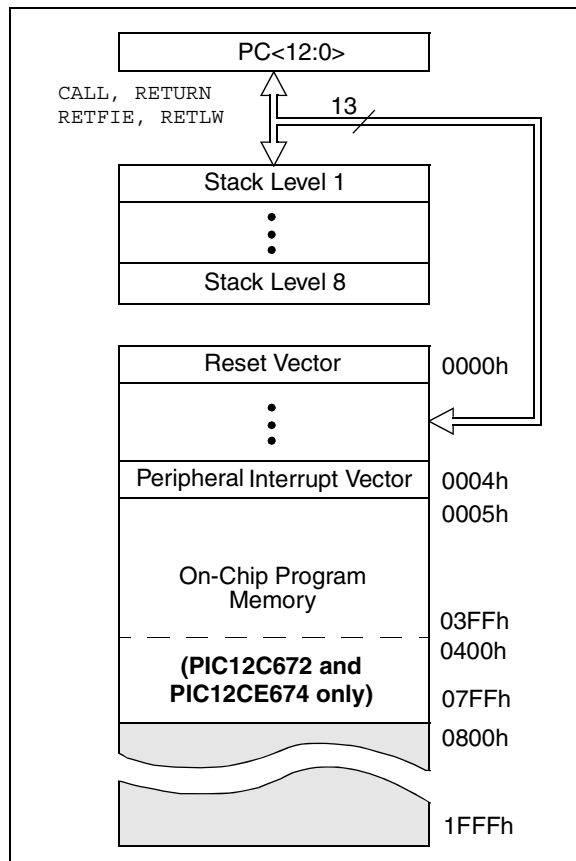 PC<12:0>
CALL, RETURN
RETFIE, RETLW
13
Stack Level 1
Stack Level 8
Reset Vector
0000h
Peripheral Interrupt Vector
0004h
0005h
On-Chip Program
Memory
03FFh
0400h
(PIC12C672 and
PIC12CE674 only)
07FFh
0800h
1FFFh